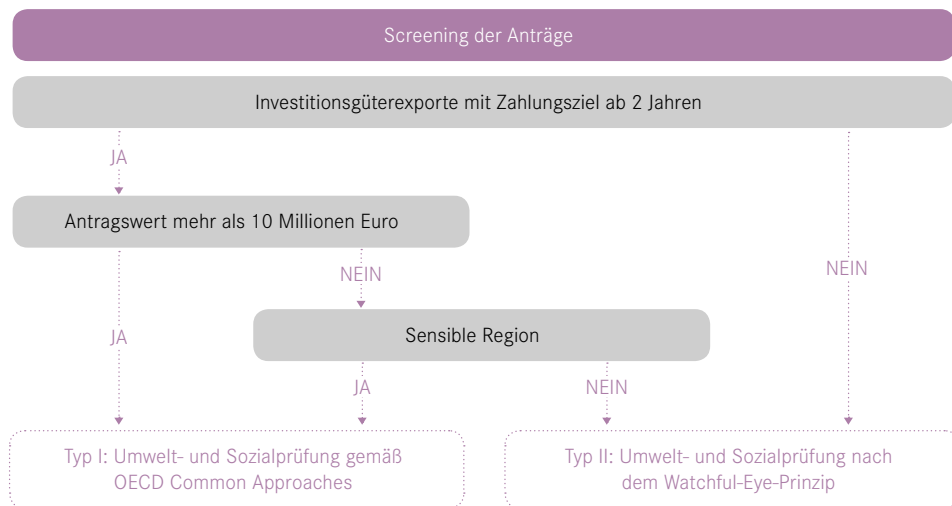 Screening der Anträge
Investitionsgüterexporte mit Zahlungsziel ab 2 Jahren
JA
Antragswert mehr als 10 Millionen Euro
NEIN
NEIN
JA
Sensible Region
JA
NEIN
Typ I: Umwelt- und Sozialprüfung gemäß
OECD Common Approaches
Typ II: Umwelt- und Sozialprüfung nach
dem Watchful-Eye-Prinzip